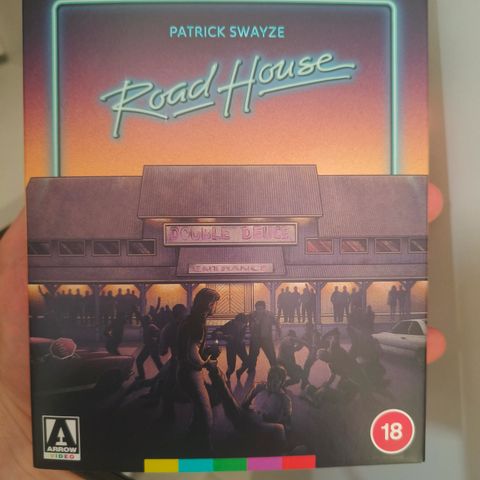 PATRICK SWAYZE
Road House
DOUBLE DEUCE
ENTRANCE
A
ARROW
VIDEO
18